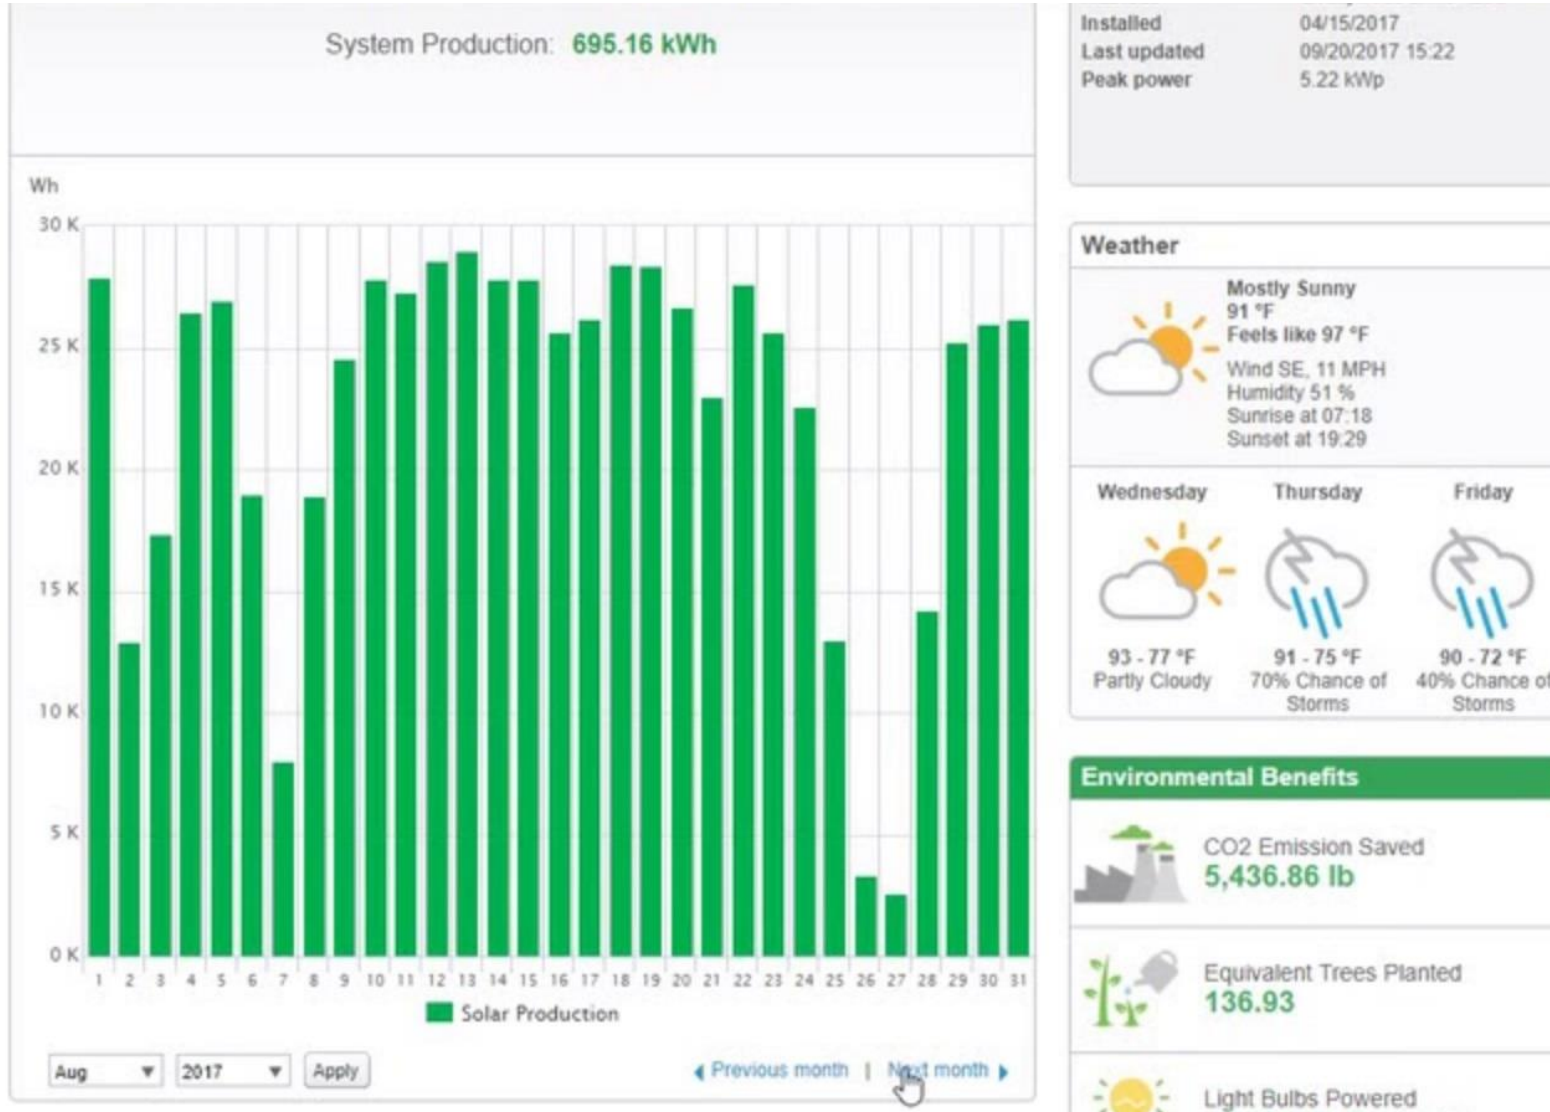 System Production: 695.16 kWh
Wh
30 K
25 K
20 K
15 K
10 K
5 K
0 K
1 2 3 4 5 6 7 8 9 10 11 12 13 14 15 16 17 18 19 20 21 22 23 24 25 26 27 28 29 30 31
Solar Production
Aug 2017 Apply Previous month | Next month
Installed 04/15/2017
Last updated 09/20/2017 15:22
Peak power 5.22 kWp
Weather
Mostly Sunny
91 °F
Feels like 97 °F
Wind SE, 11 MPH
Humidity 51 %
Sunrise at 07:18
Sunset at 19:29
Wednesday Thursday Friday
93 - 77 °F 91 - 75 °F 90 - 72 °F
Partly Cloudy 70% Chance of 40% Chance of
Storms Storms
Environmental Benefits
CO2 Emission Saved
5,436.86 lb
Equivalent Trees Planted
136.93
Light Bulbs Powered